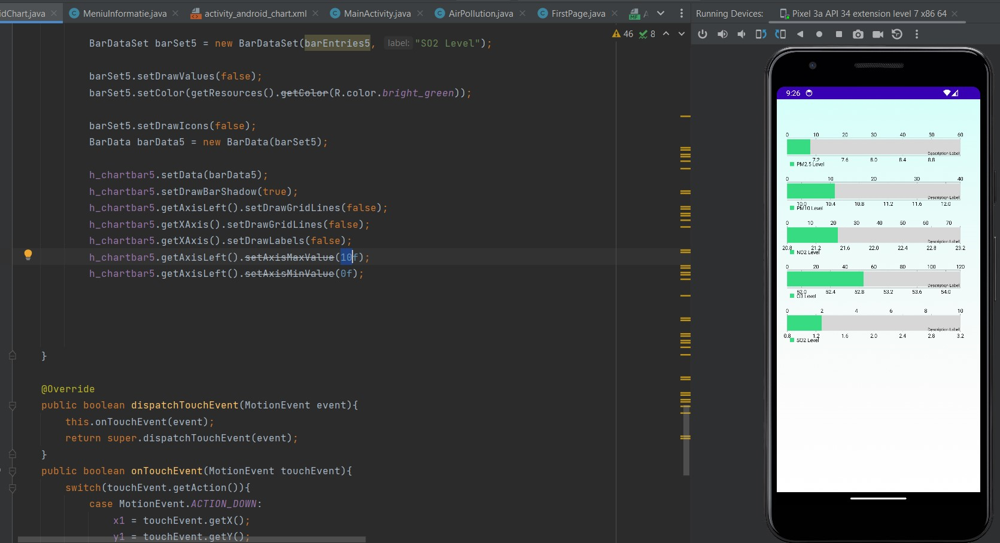 idChart.java MeniuInformatie.java activity_android_chart.xml MainActivity.java AirPollution.java FirstPage.java A
Running Devices: Pixel 3a API 34 extension level 7 x86 64
46 8
BarDataSet barSet5 = new BarDataSet(barEntries5, label: "SO2 Level");
barSet5.setDrawValues(false);
barSet5.setColor(getResources().getColor(R.color.bright_green));
barSet5.setDrawIcons(false);
BarData barData5 = new BarData(barSet5);
h_chartbar5.setData(barData5);
h_chartbar5.setDrawBarShadow(true);
h_chartbar5.getAxisLeft().setDrawGridLines(false);
h_chartbar5.getXAxis().setDrawGridLines(false);
h_chartbar5.getXAxis().setDrawLabels(false);
h_chartbar5.getAxisLeft().setAxisMaxValue(10f);
h_chartbar5.getAxisLeft().setAxisMinValue(0f);
}
@Override
public boolean dispatchTouchEvent(MotionEvent event){
this.onTouchEvent(event);
return super.dispatchTouchEvent(event);
}
public boolean onTouchEvent(MotionEvent touchEvent){
switch(touchEvent.getAction()){
case MotionEvent.ACTION_DOWN:
x1 = touchEvent.getX();
y1 = touchEvent.getY();
9:26
0 10 20 30 40 50 60
Description Label
7.2 7.6 8.0 8.4 8.8
PM2.5 Level
0 10 20 30 40
Description Label
10.0 10.4 10.8 11.2 11.6 12.0
PM10 Level
0 10 20 30 40 50 60 70
Description Label
20.8 21.2 21.6 22.0 22.4 22.8 23.2
NO2 Level
0 20 40 60 80 100 120
Description Label
52.0 52.4 52.8 53.2 53.6 54.0
O3 Level
0 2 4 6 8 10
Description Label
0.8 1.2 1.6 2.0 2.4 2.8 3.2
SO2 Level